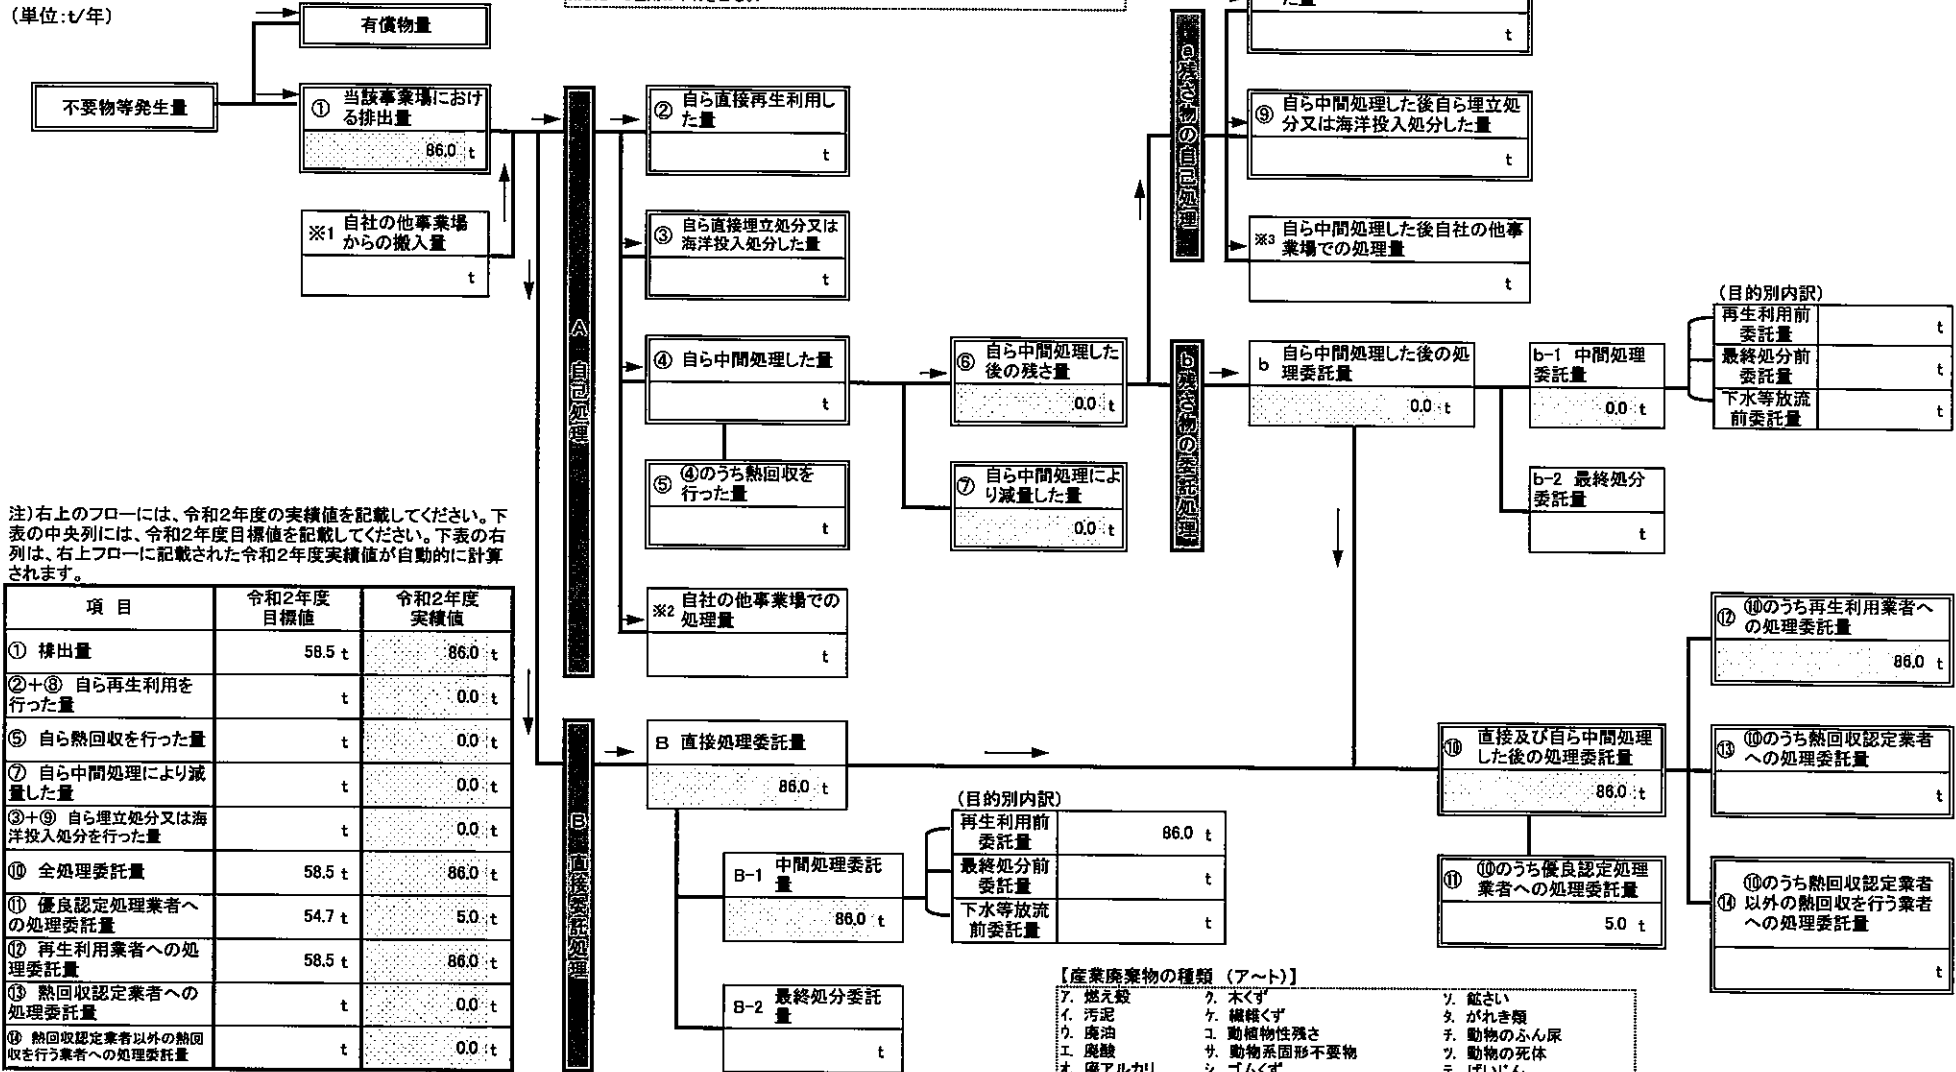 (単位:t/年)
有償物量
不要物等発生量
① 当該事業場におけ
る排出量
86.0 t
※1 自社の他事業場
からの搬入量
t
A 自己処理
② 自ら直接再生利用し
た量
t
③ 自ら直接埋立処分又は
海洋投入処分した量
t
④ 自ら中間処理した量
t
⑤ ④のうち熱回収を
行った量
t
※2 自社の他事業場での
処理量
t
⑥ 自ら中間処理した
後の残さ量
0.0 t
⑦ 自ら中間処理によ
り減量した量
0.0 t
a 残さ物の自己処理
た量
t
⑨ 自ら中間処理した後自ら埋立処
分又は海洋投入処分した量
t
※3 自ら中間処理した後自社の他事
業場での処理量
t
b 残さ物の委託処理
b 自ら中間処理した後の処
理委託量
0.0 t
b-1 中間処理
委託量
0.0 t
(目的別内訳)
再生利用前
委託量
t
最終処分前
委託量
t
下水等放流
前委託量
t
b-2 最終処分
委託量
t
注)右上のフローには、令和2年度の実績値を記載してください。下
表の中央列には、令和2年度目標値を記載してください。下表の右
列は、右上フローに記載された令和2年度実績値が自動的に計算
されます。
項 目 令和2年度 令和2年度
目標値 実績値
① 排出量 58.5 t 86.0 t
②+⑧ 自ら再生利用を
行った量 t 0.0 t
⑤ 自ら熱回収を行った量 t 0.0 t
⑦ 自ら中間処理により減
量した量 t 0.0 t
③+⑨ 自ら埋立処分又は海
洋投入処分を行った量 t 0.0 t
⑩ 全処理委託量 58.5 t 86.0 t
⑪ 優良認定処理業者へ
の処理委託量 54.7 t 5.0 t
⑫ 再生利用業者への処
理委託量 58.5 t 86.0 t
⑬ 熱回収認定業者への
処理委託量 t 0.0 t
⑭ 熱回収認定業者以外の熱回
収を行う業者への処理委託量 t 0.0 t
B 直接委託処理
B 直接処理委託量
86.0 t
B-1 中間処理委託
量
86.0 t
(目的別内訳)
再生利用前
委託量
86.0 t
最終処分前
委託量
t
下水等放流
前委託量
t
B-2 最終処分委託
量
t
⑩ 直接及び自ら中間処理
した後の処理委託量
86.0 t
⑪ ⑩のうち優良認定処理
業者への処理委託量
5.0 t
⑫ ⑩のうち再生利用業者へ
の処理委託量
86.0 t
⑬ ⑩のうち熱回収認定業者
への処理委託量
t
⑭ ⑩のうち熱回収認定業者
以外の熱回収を行う業者
への処理委託量
t
【産業廃棄物の種類 (ア~ト)】
ア. 燃え殻 ク. 木くず ソ. 鉱さい
イ. 汚泥 ケ. 繊維くず タ. がれき類
ウ. 廃油 コ. 動植物性残さ チ. 動物のふん尿
エ. 廃酸 サ. 動物系固形不要物 ツ. 動物の死体
オ. 廃アルカリ シ. ゴムくず テ. ばいじん